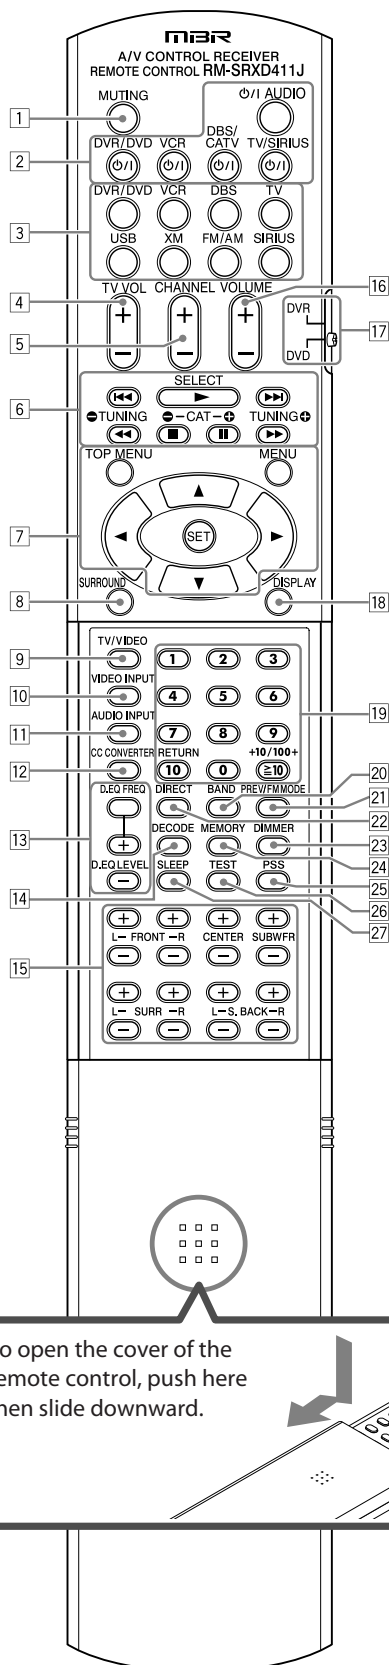 MBR
A/V CONTROL RECEIVER
REMOTE CONTROL RM-SRXD411J
1 MUTING ⏻/I AUDIO
2 DVR/DVD VCR DBS/CATV TV/SIRIUS
⏻/I ⏻/I ⏻/I ⏻/I
3 DVR/DVD VCR DBS TV
USB XM FM/AM SIRIUS
4 TV VOL CHANNEL VOLUME 16
+ + +
5 DVR 17
− − − DVD
6 SELECT
TUNING −CAT− TUNING
TOP MENU MENU
7 SET
8 SURROUND DISPLAY 18
9 TV/VIDEO
1 2 3
10 VIDEO INPUT
4 5 6 19
11 AUDIO INPUT
7 8 9
12 CC CONVERTER RETURN +10/100+
10 0 ≧10 20
D.EQ FREQ DIRECT BAND PREV/FM MODE 21
22
13 DECODE MEMORY DIMMER 23
+ 24
D.EQ LEVEL SLEEP TEST PSS 25
14 − 26
27
+ + + +
L− FRONT −R CENTER SUBWFR
15 − − − −
+ + + +
L− SURR −R L−S. BACK−R
− − − −
o open the cover of the
emote control, push here
hen slide downward.